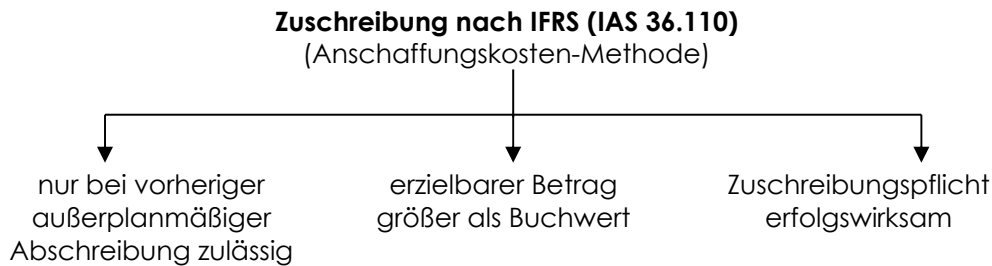 Zuschreibung nach IFRS (IAS 36.110)
(Anschaffungskosten-Methode)
nur bei vorheriger
außerplanmäßiger
Abschreibung zulässig
erzielbarer Betrag
größer als Buchwert
Zuschreibungspflicht
erfolgswirksam